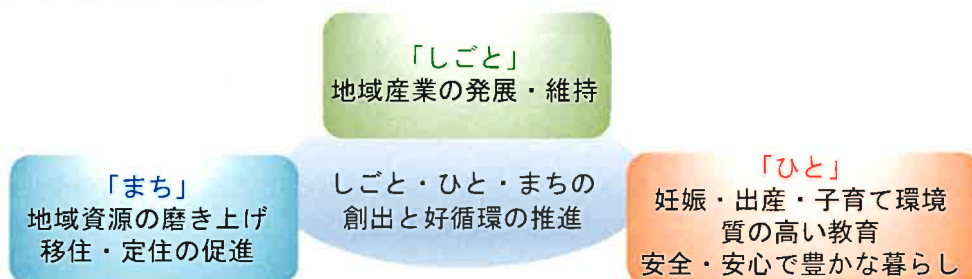 「しごと」
地域産業の発展・維持
「まち」
地域資源の磨き上げ
移住・定住の促進
しごと・ひと・まちの
創出と好循環の推進
「ひと」
妊娠・出産・子育て環境
質の高い教育
安全・安心で豊かな暮らし